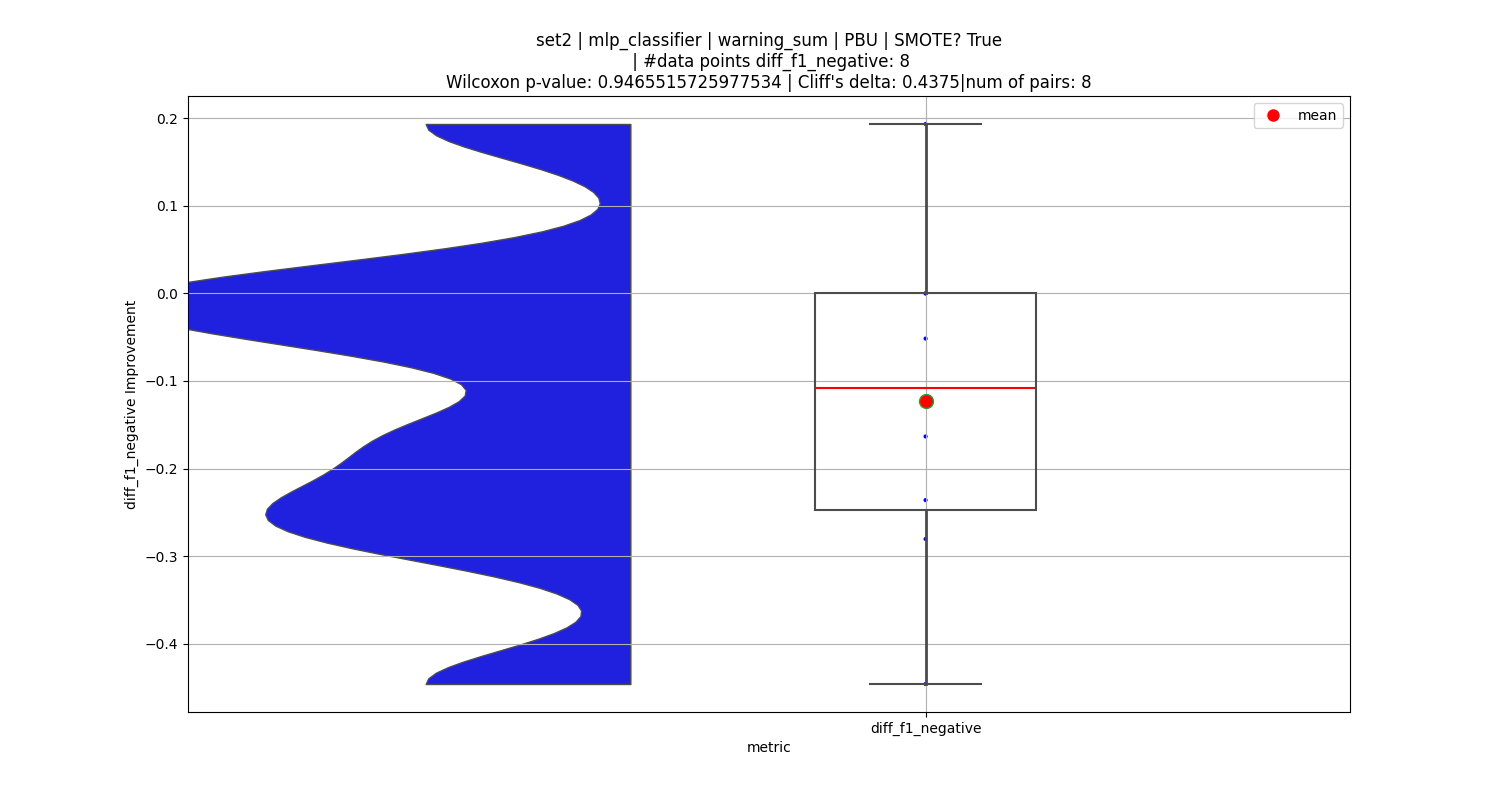 set2 | mlp_classifier | warning_sum | PBU | SMOTE? True
| #data points diff_f1_negative: 8
Wilcoxon p-value: 0.9465515725977534 | Cliff's delta: 0.4375|num of pairs: 8
mean
0.2
0.1
0.0
−0.1
−0.2
−0.3
−0.4
diff_f1_negative Improvement
diff_f1_negative
metric